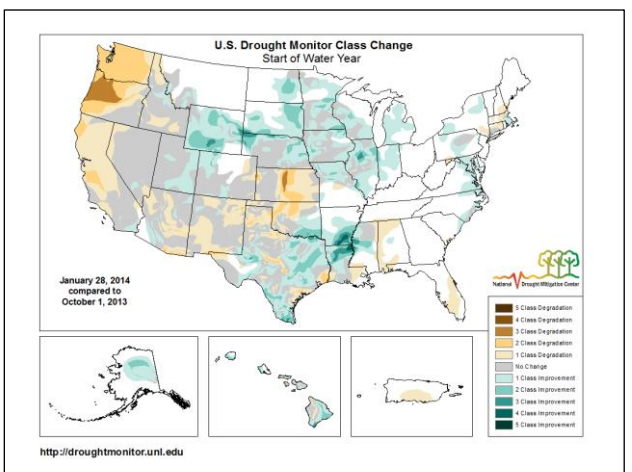 U.S. Drought Monitor Class Change
Start of Water Year
January 28, 2014
compared to
October 1, 2013
National Drought Mitigation Center
5 Class Degradation
4 Class Degradation
3 Class Degradation
2 Class Degradation
1 Class Degradation
No Change
1 Class Improvement
2 Class Improvement
3 Class Improvement
4 Class Improvement
5 Class Improvement
http://droughtmonitor.unl.edu